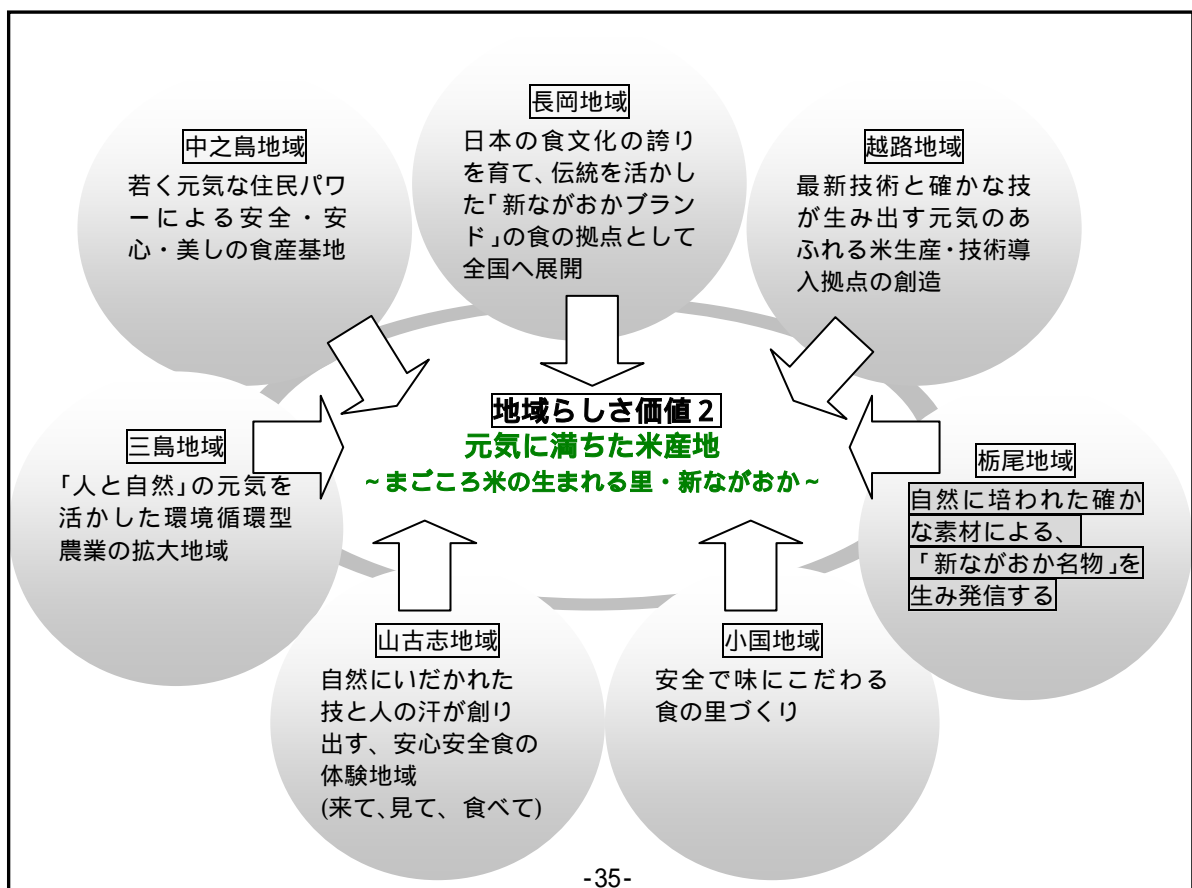 長岡地域
日本の食文化の誇り
を育て、伝統を活かし
た「新ながおかブラン
ド」の食の拠点として
全国へ展開
中之島地域
若く元気な住民パワ
ーによる安全・安
心・美しの食産基地
越路地域
最新技術と確かな技
が生み出す元気のあ
ふれる米生産・技術導
入拠点の創造
地域らしさ価値2
元気に満ちた米産地
~まごころ米の生まれる里・新ながおか~
三島地域
「人と自然」の元気を
活かした環境循環型
農業の拡大地域
栃尾地域
自然に培われた確か
な素材による、
「新ながおか名物」を
生み発信する
山古志地域
自然にいだかれた
技と人の汗が創り
出す、安心安全食の
体験地域
(来て、見て、食べて)
小国地域
安全で味にこだわる
食の里づくり
-35-